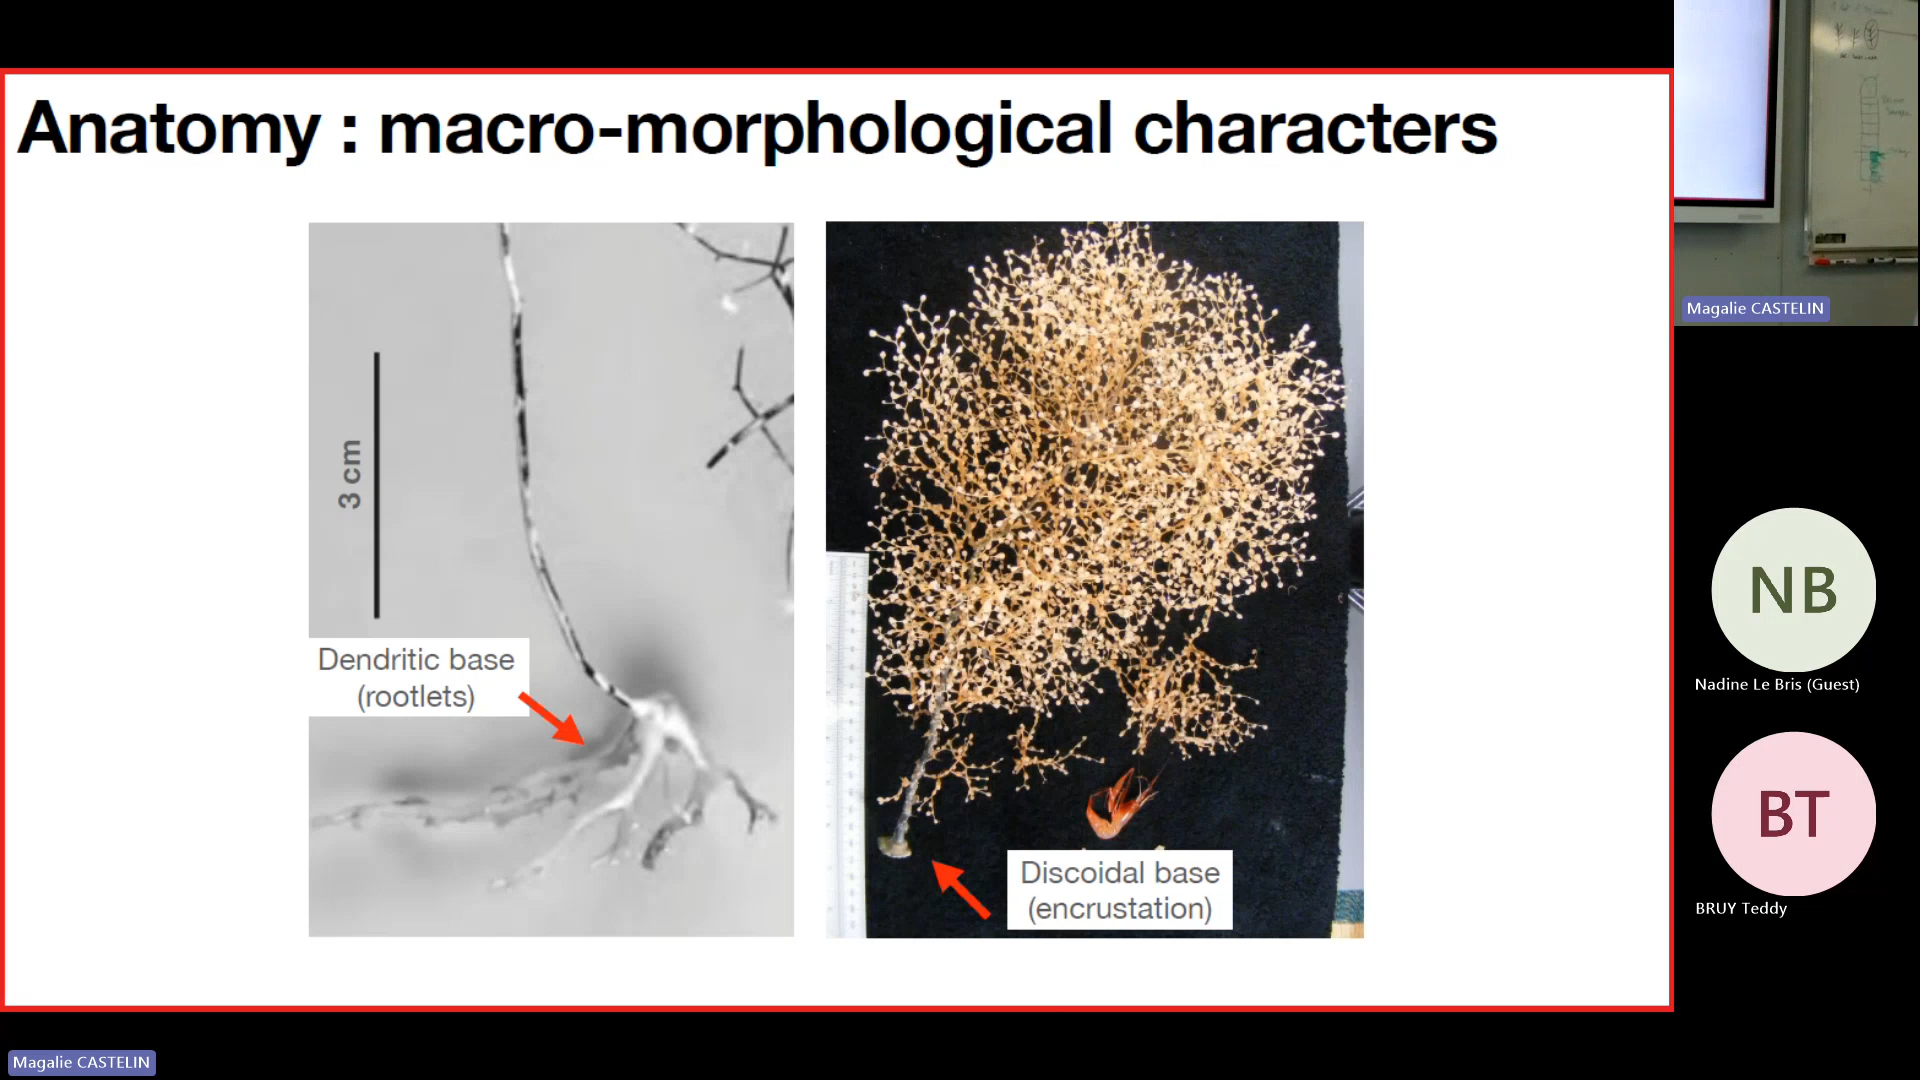 Anatomy : macro-morphological characters
3 cm
Dendritic base
(rootlets)
Discoidal base
(encrustation)
Magalie CASTELIN
NB
Nadine Le Bris (Guest)
BT
BRUY Teddy
Magalie CASTELIN